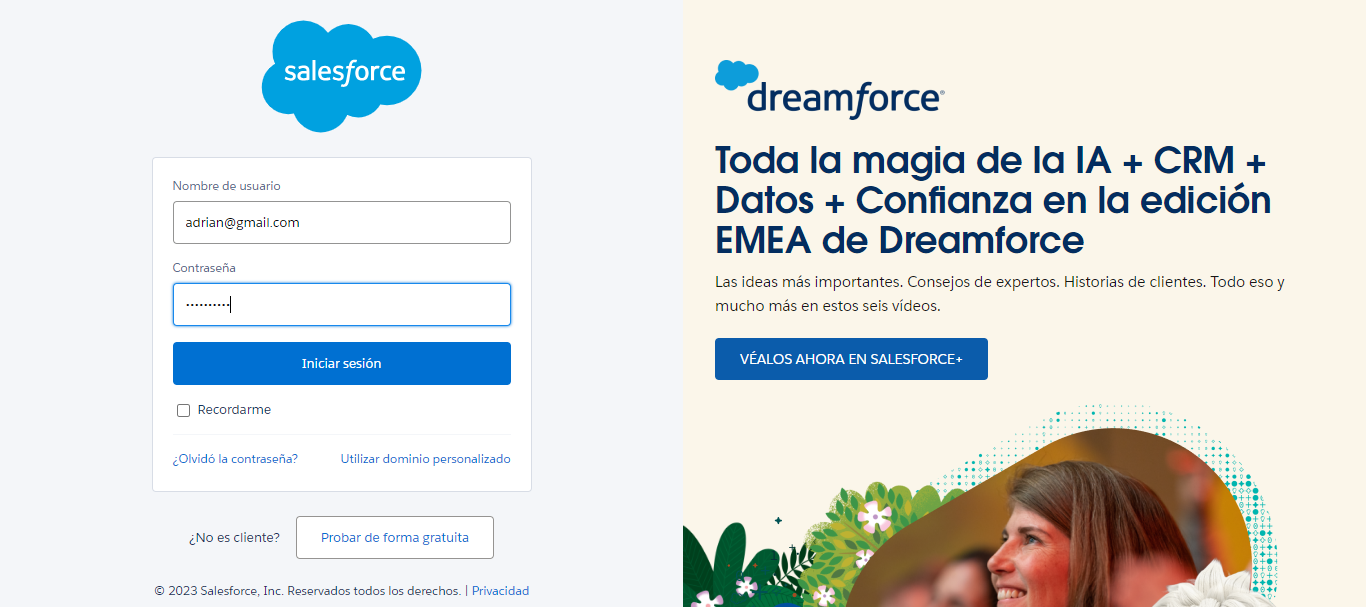 salesforce
Nombre de usuario
adrian@gmail.com
Contraseña
••••••••••
Iniciar sesión
Recordarme
¿Olvidó la contraseña?
Utilizar dominio personalizado
¿No es cliente?
Probar de forma gratuita
© 2023 Salesforce, Inc. Reservados todos los derechos. | Privacidad
dreamforce®
Toda la magia de la IA + CRM +
Datos + Confianza en la edición
EMEA de Dreamforce
Las ideas más importantes. Consejos de expertos. Historias de clientes. Todo eso y
mucho más en estos seis vídeos.
VÉALOS AHORA EN SALESFORCE+